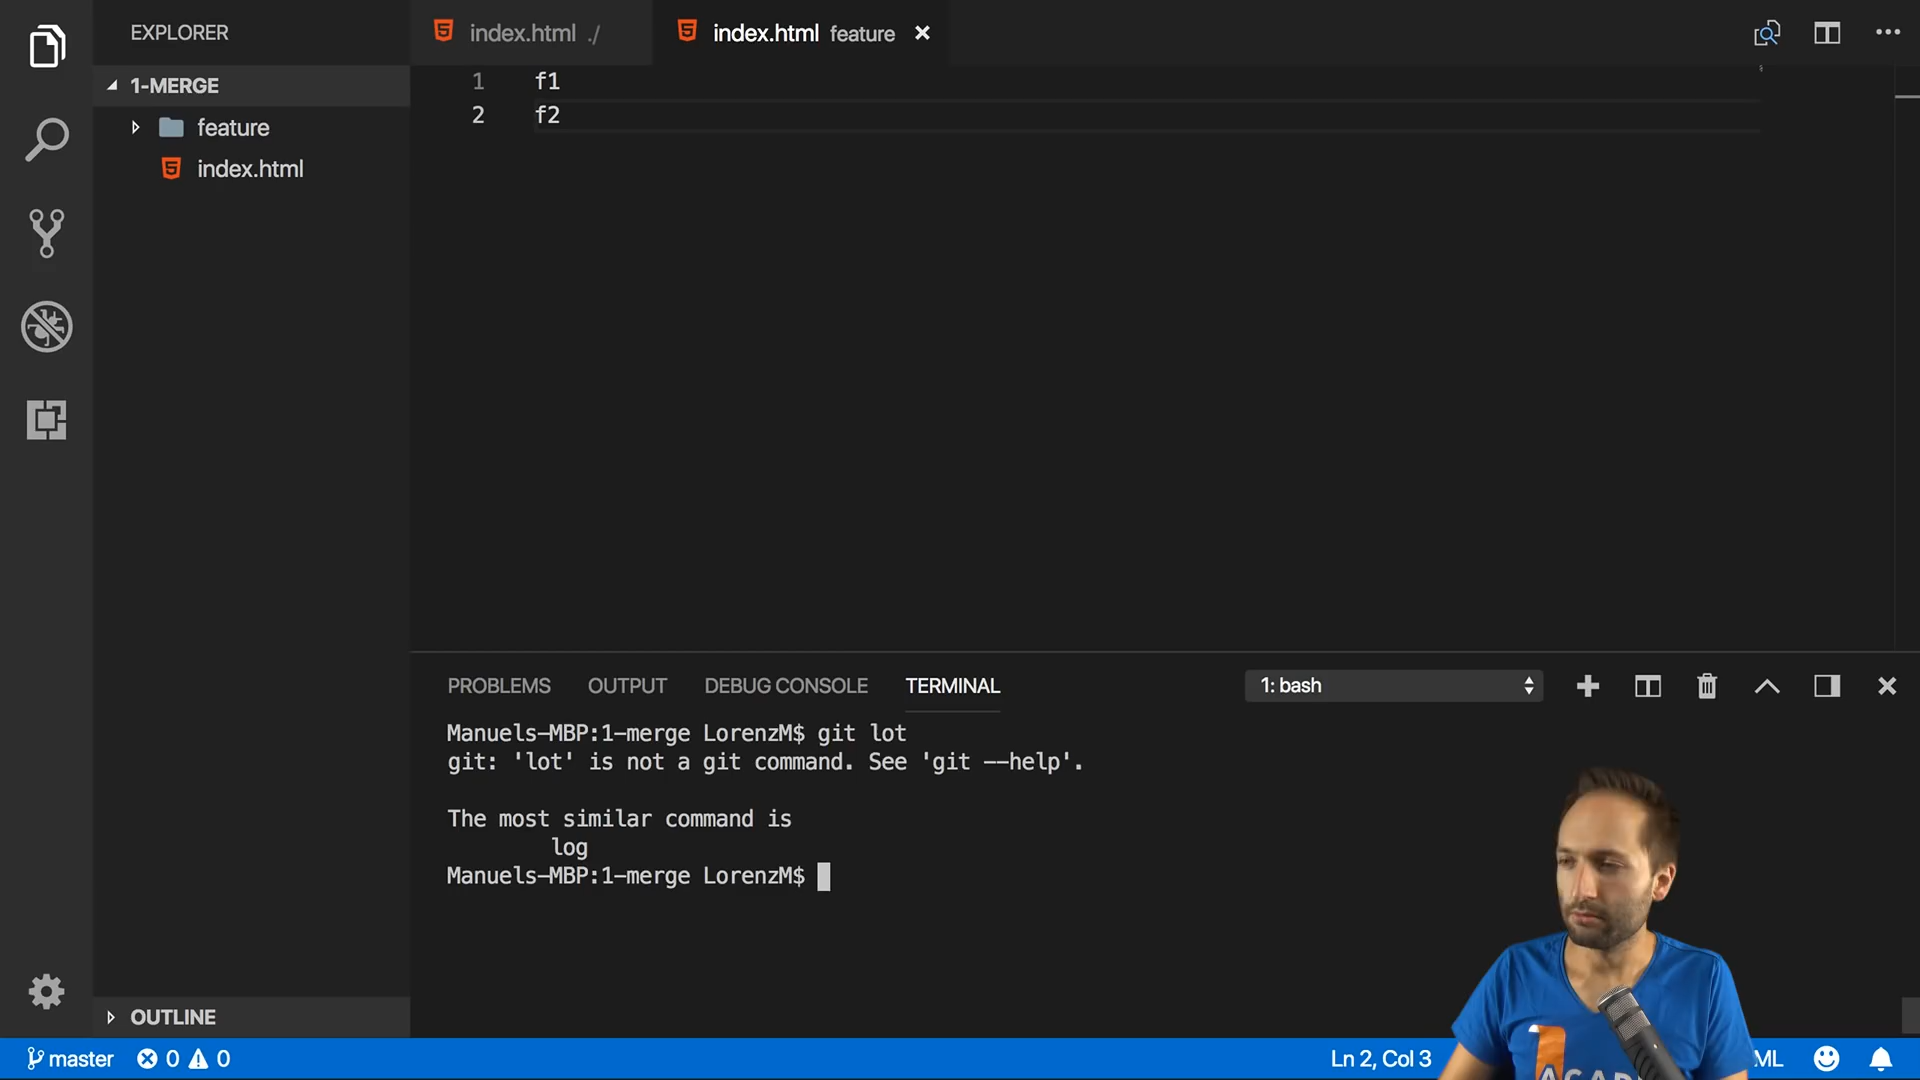 EXPLORER
1-MERGE
feature
index.html
OUTLINE
index.html ./
index.html feature
1 f1
2 f2
PROBLEMS OUTPUT DEBUG CONSOLE TERMINAL
1: bash
Manuels-MBP:1-merge LorenzM$ git lot
git: 'lot' is not a git command. See 'git --help'.
The most similar command is
log
Manuels-MBP:1-merge LorenzM$
master 0 0
Ln 2, Col 3
ML